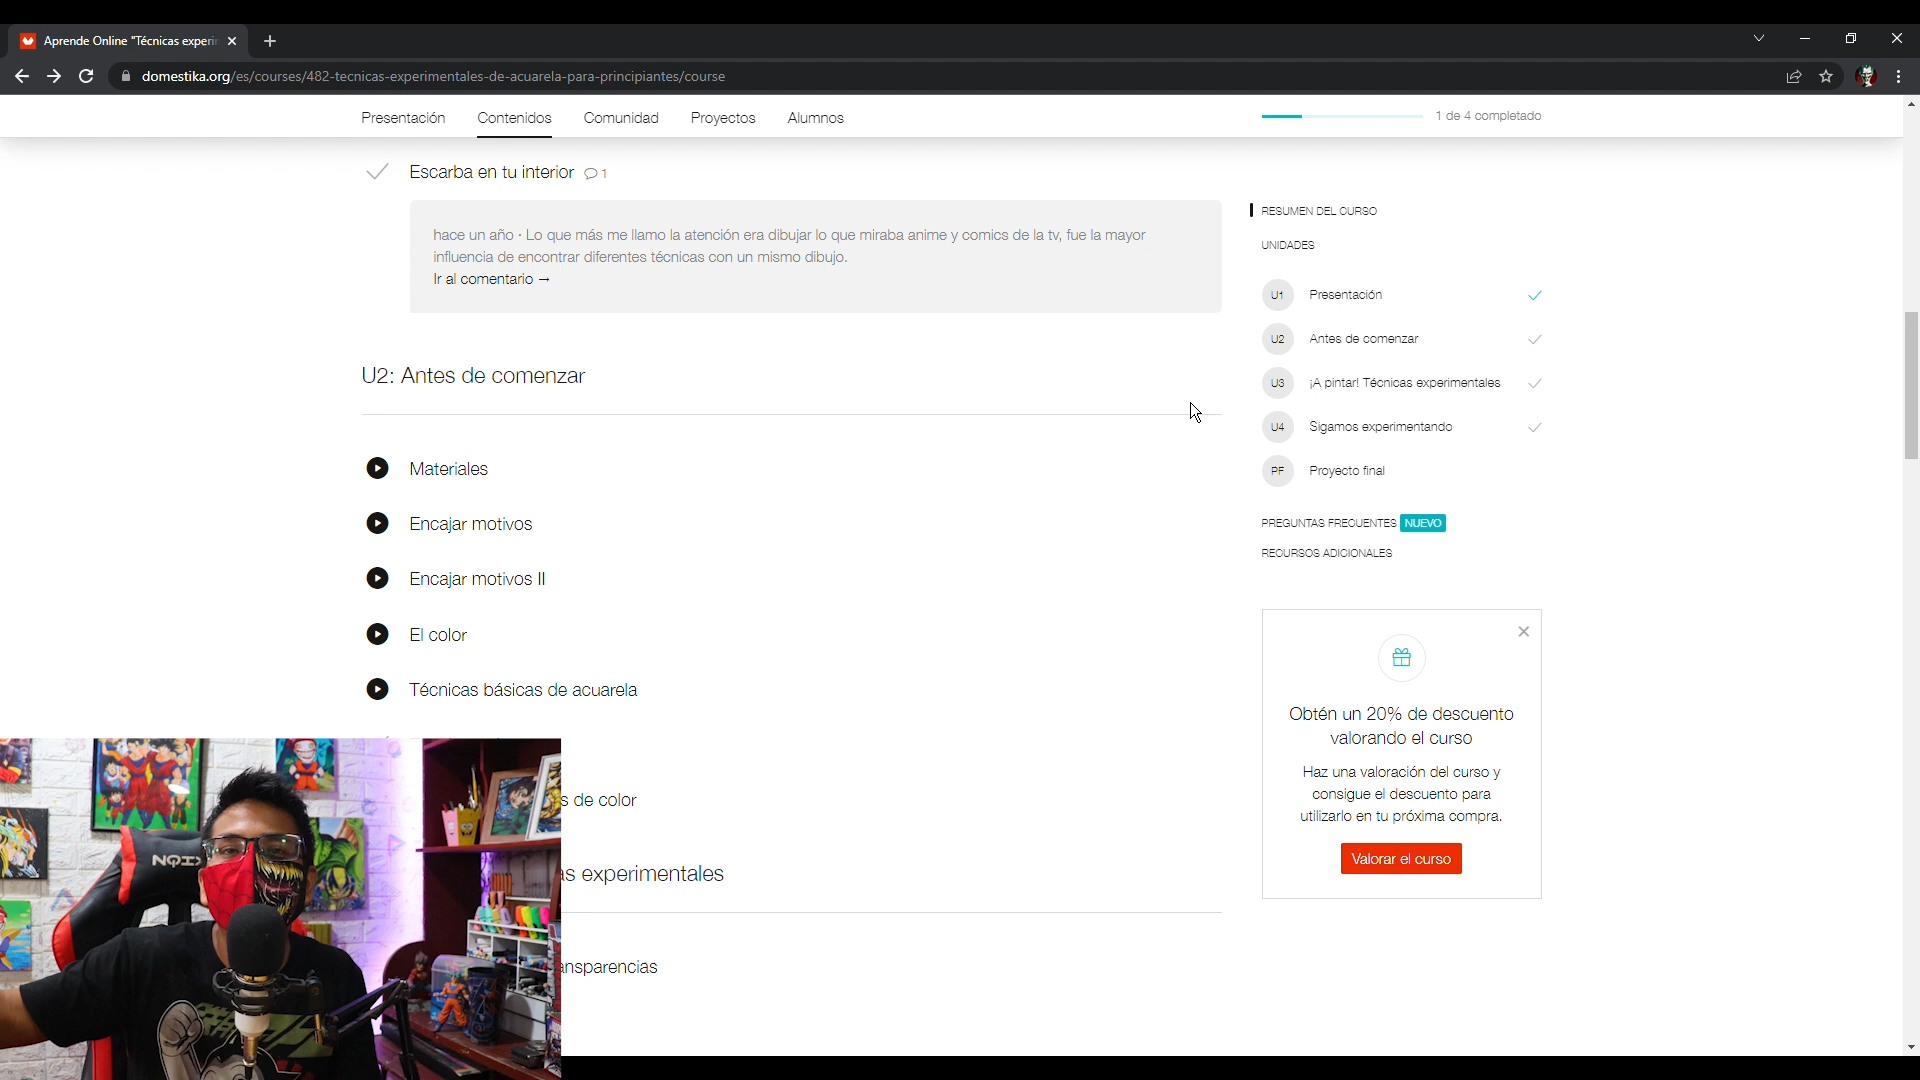 Aprende Online "Técnicas experin
domestika.org/es/courses/482-tecnicas-experimentales-de-acuarela-para-principiantes/course
Presentación
Contenidos
Comunidad
Proyectos
Alumnos
1 de 4 completado
Escarba en tu interior 1
hace un año · Lo que más me llamo la atención era dibujar lo que miraba anime y comics de la tv, fue la mayor
influencia de encontrar diferentes técnicas con un mismo dibujo.
Ir al comentario →
U2: Antes de comenzar
Materiales
Encajar motivos
Encajar motivos II
El color
Técnicas básicas de acuarela
s de color
as experimentales
ansparencias
RESUMEN DEL CURSO
UNIDADES
U1 Presentación
U2 Antes de comenzar
U3 ¡A pintar! Técnicas experimentales
U4 Sigamos experimentando
PF Proyecto final
PREGUNTAS FRECUENTES NUEVO
RECURSOS ADICIONALES
Obtén un 20% de descuento
valorando el curso
Haz una valoración del curso y
consigue el descuento para
utilizarlo en tu próxima compra.
Valorar el curso